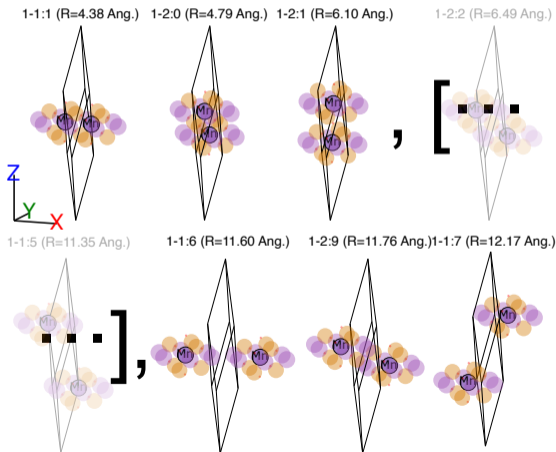 1-1:1 (R=4.38 Ang.) 1-2:0 (R=4.79 Ang.) 1-2:1 (R=6.10 Ang.) 1-2:2 (R=6.49 Ang.)
Mn Mn Mn Mn Mn Mn Mn Mn
, [ . . .
Z
Y
X
1-1:5 (R=11.35 Ang.) 1-1:6 (R=11.60 Ang.) 1-2:9 (R=11.76 Ang.) 1-1:7 (R=12.17 Ang.)
Mn Mn Mn Mn Mn Mn Mn Mn
. . . ] ,